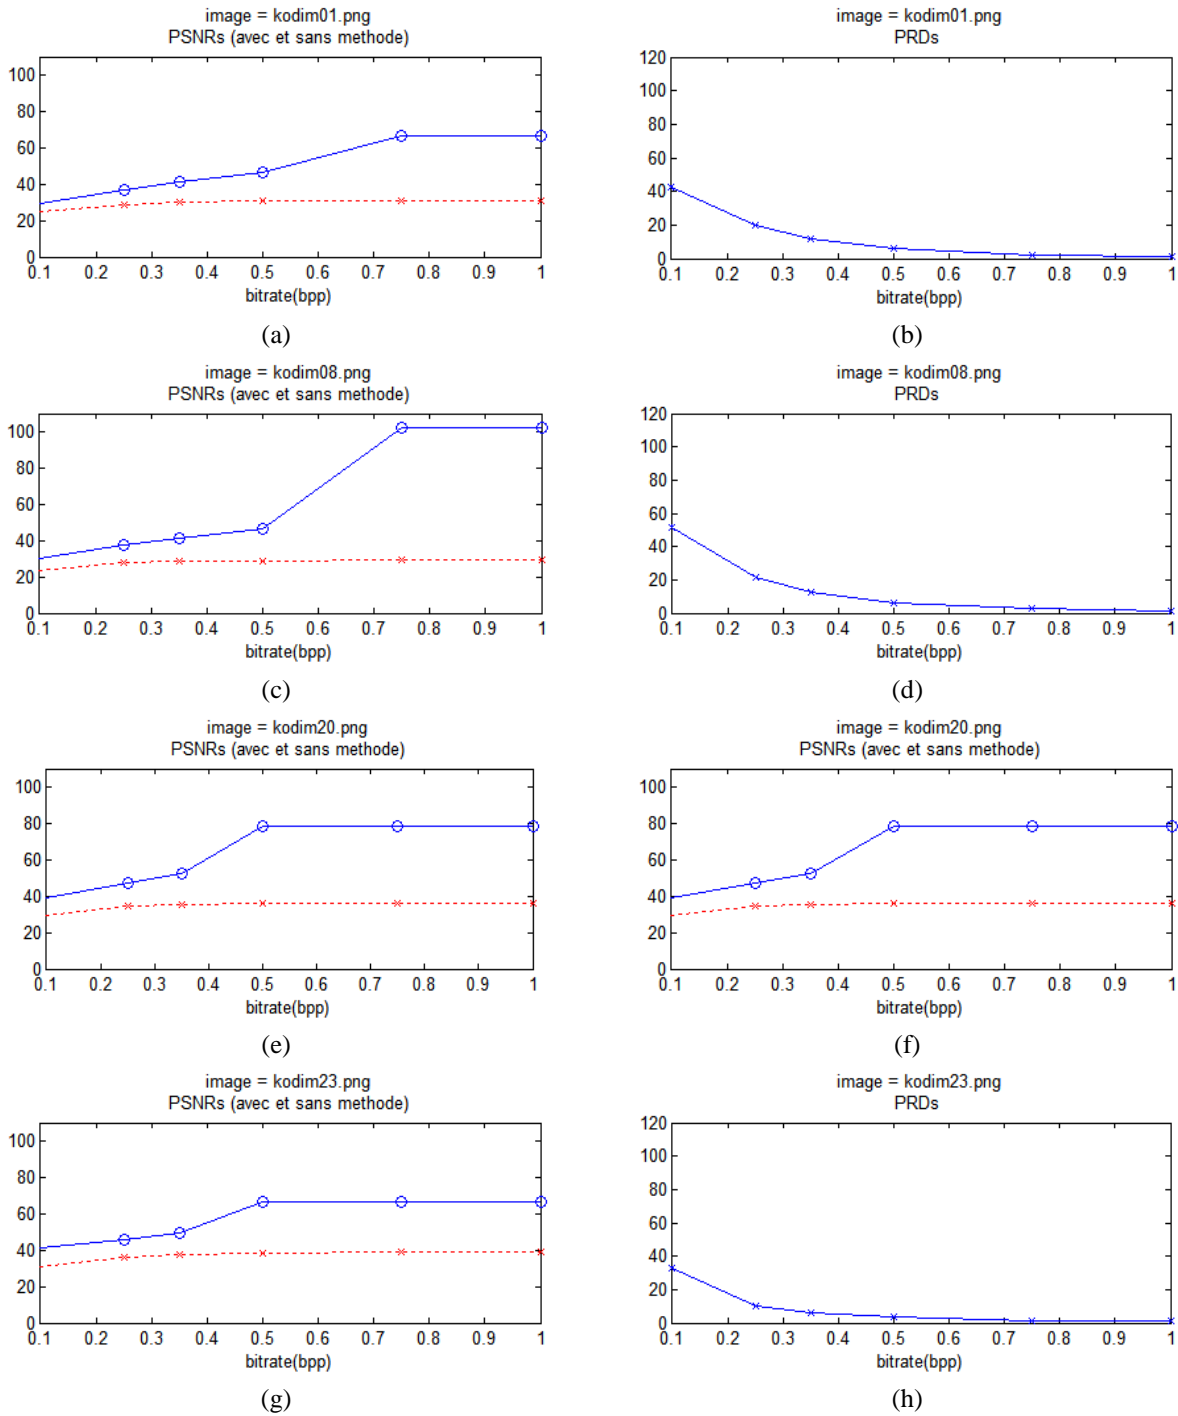 image = kodim01.png
PSNRs (avec et sans methode)
100
80
60
40
20
0
0.1 0.2 0.3 0.4 0.5 0.6 0.7 0.8 0.9 1
bitrate(bpp)
(a)
image = kodim01.png
PRDs
120
100
80
60
40
20
0
0.1 0.2 0.3 0.4 0.5 0.6 0.7 0.8 0.9 1
bitrate(bpp)
(b)
image = kodim08.png
PSNRs (avec et sans methode)
100
80
60
40
20
0
0.1 0.2 0.3 0.4 0.5 0.6 0.7 0.8 0.9 1
bitrate(bpp)
(c)
image = kodim08.png
PRDs
120
100
80
60
40
20
0
0.1 0.2 0.3 0.4 0.5 0.6 0.7 0.8 0.9 1
bitrate(bpp)
(d)
image = kodim20.png
PSNRs (avec et sans methode)
100
80
60
40
20
0
0.1 0.2 0.3 0.4 0.5 0.6 0.7 0.8 0.9 1
bitrate(bpp)
(e)
image = kodim20.png
PSNRs (avec et sans methode)
100
80
60
40
20
0
0.1 0.2 0.3 0.4 0.5 0.6 0.7 0.8 0.9 1
bitrate(bpp)
(f)
image = kodim23.png
PSNRs (avec et sans methode)
100
80
60
40
20
0
0.1 0.2 0.3 0.4 0.5 0.6 0.7 0.8 0.9 1
bitrate(bpp)
(g)
image = kodim23.png
PRDs
120
100
80
60
40
20
0
0.1 0.2 0.3 0.4 0.5 0.6 0.7 0.8 0.9 1
bitrate(bpp)
(h)